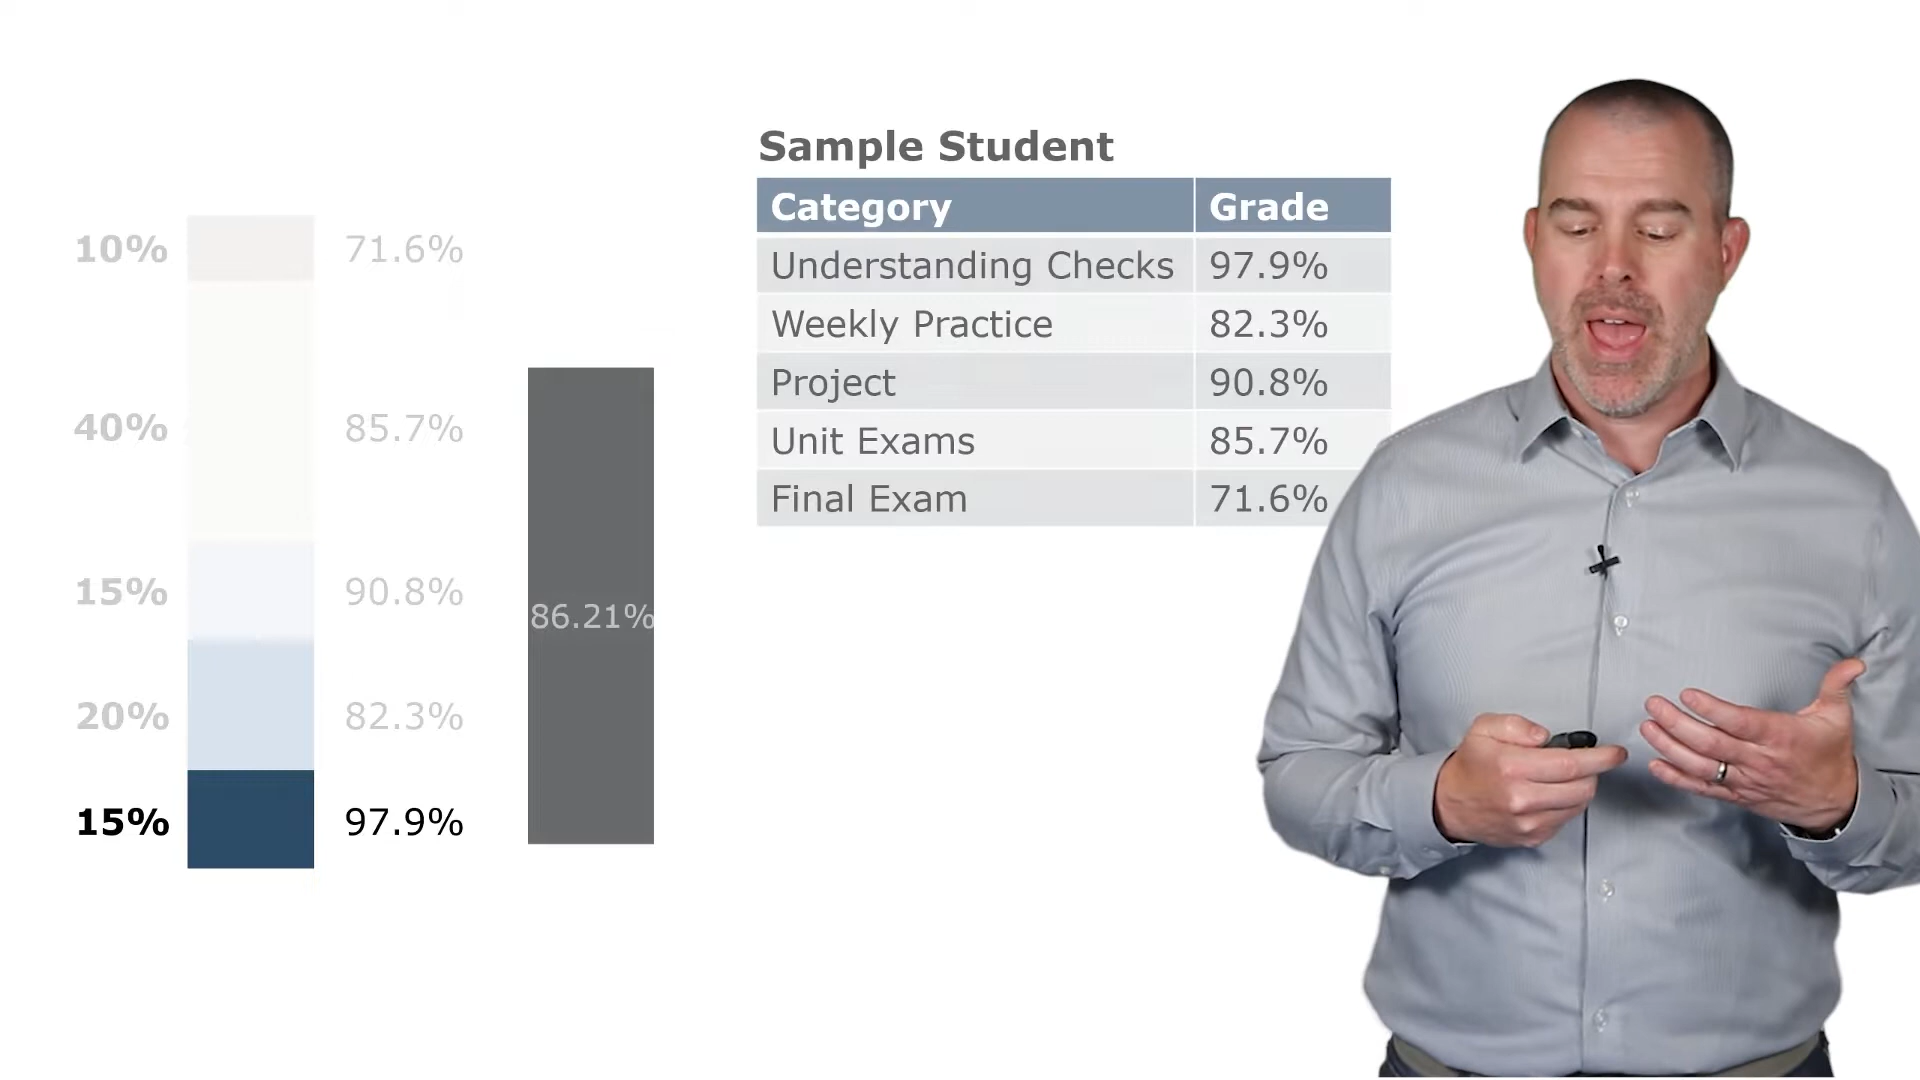 10% 71.6%
40% 85.7%
15% 90.8%
20% 82.3%
15% 97.9%
86.21%
Sample Student
Category Grade
Understanding Checks 97.9%
Weekly Practice 82.3%
Project 90.8%
Unit Exams 85.7%
Final Exam 71.6%